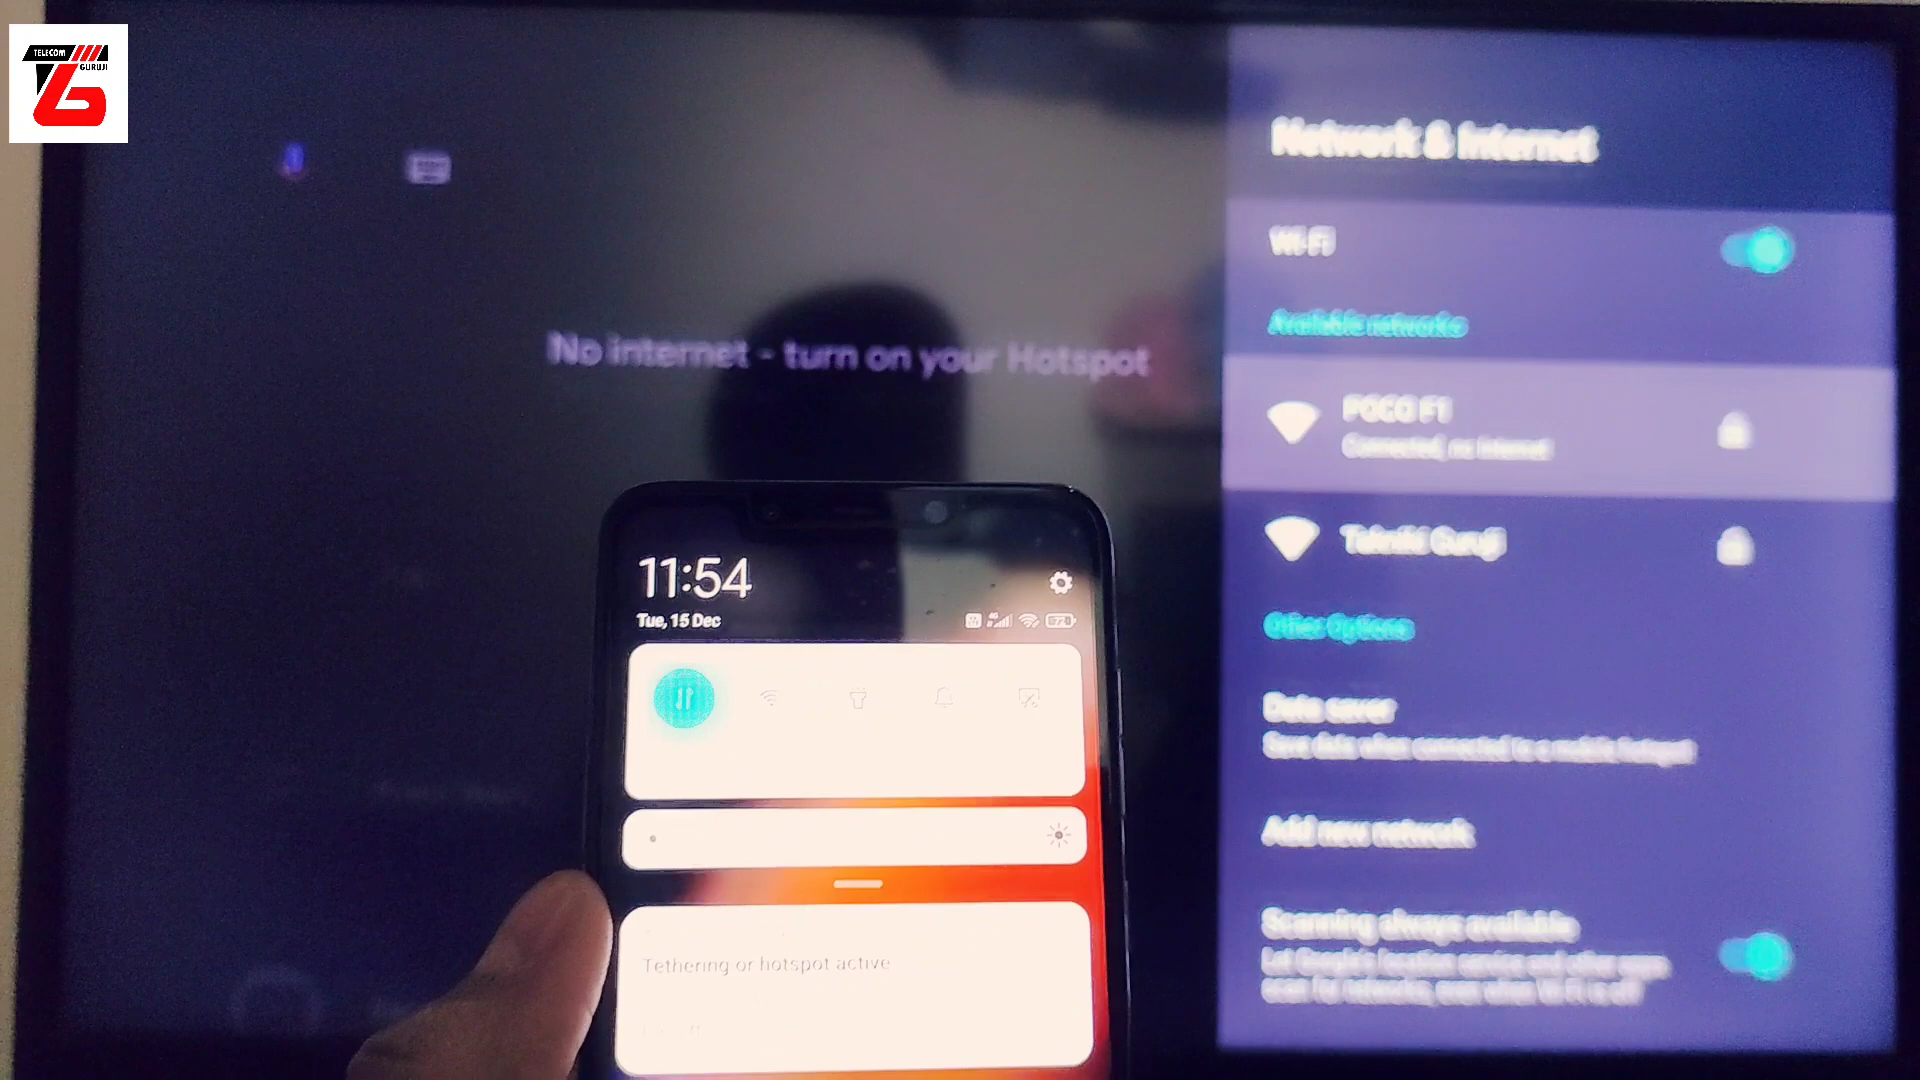 TELECOM
GURUJI
Network & Internet
Wi-Fi
Available networks
No internet - turn on your Hotspot
POCO F1
Connected, no internet
Tekniki Guruji
Other Options
Data saver
Save data when connected to a mobile hotspot
Add new network
Scanning always available
Let Google's location service and other apps
scan for networks, even when Wi-Fi is off
11:54
Tue, 15 Dec
4G
72
Tethering or hotspot active